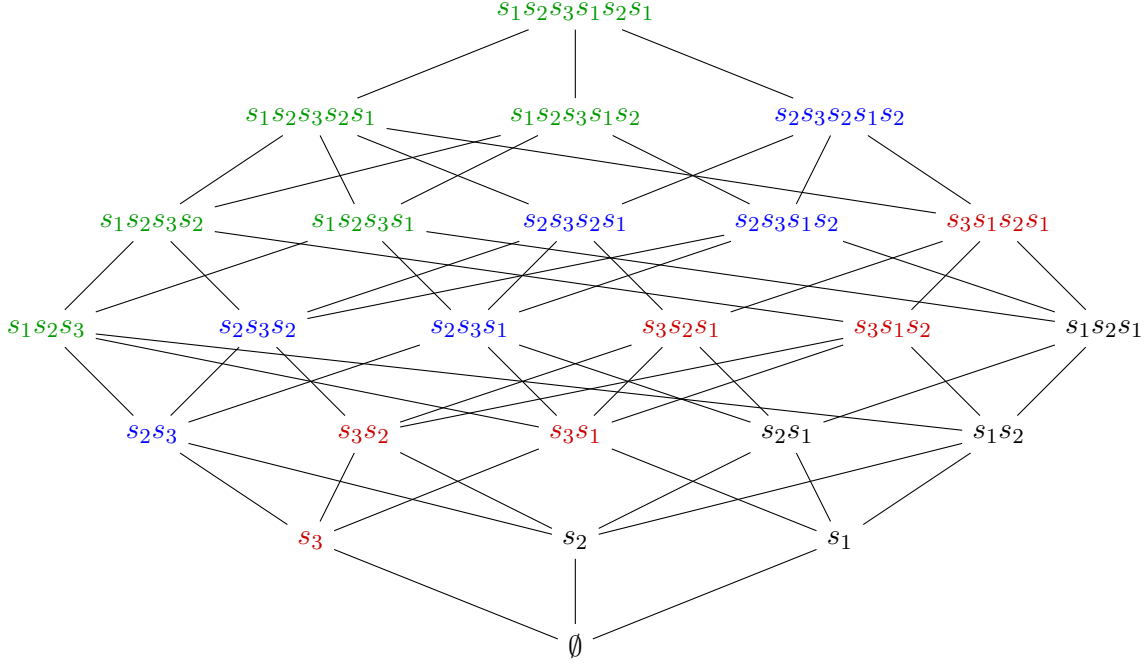 s₁s₂s₃s₁s₂s₁
s₁s₂s₃s₂s₁ s₁s₂s₃s₁s₂ s₂s₃s₂s₁s₂
s₁s₂s₃s₂ s₁s₂s₃s₁ s₂s₃s₂s₁ s₂s₃s₁s₂ s₃s₁s₂s₁
s₁s₂s₃ s₂s₃s₂ s₂s₃s₁ s₃s₂s₁ s₃s₁s₂ s₁s₂s₁
s₂s₃ s₃s₂ s₃s₁ s₂s₁ s₁s₂
s₃ s₂ s₁
∅